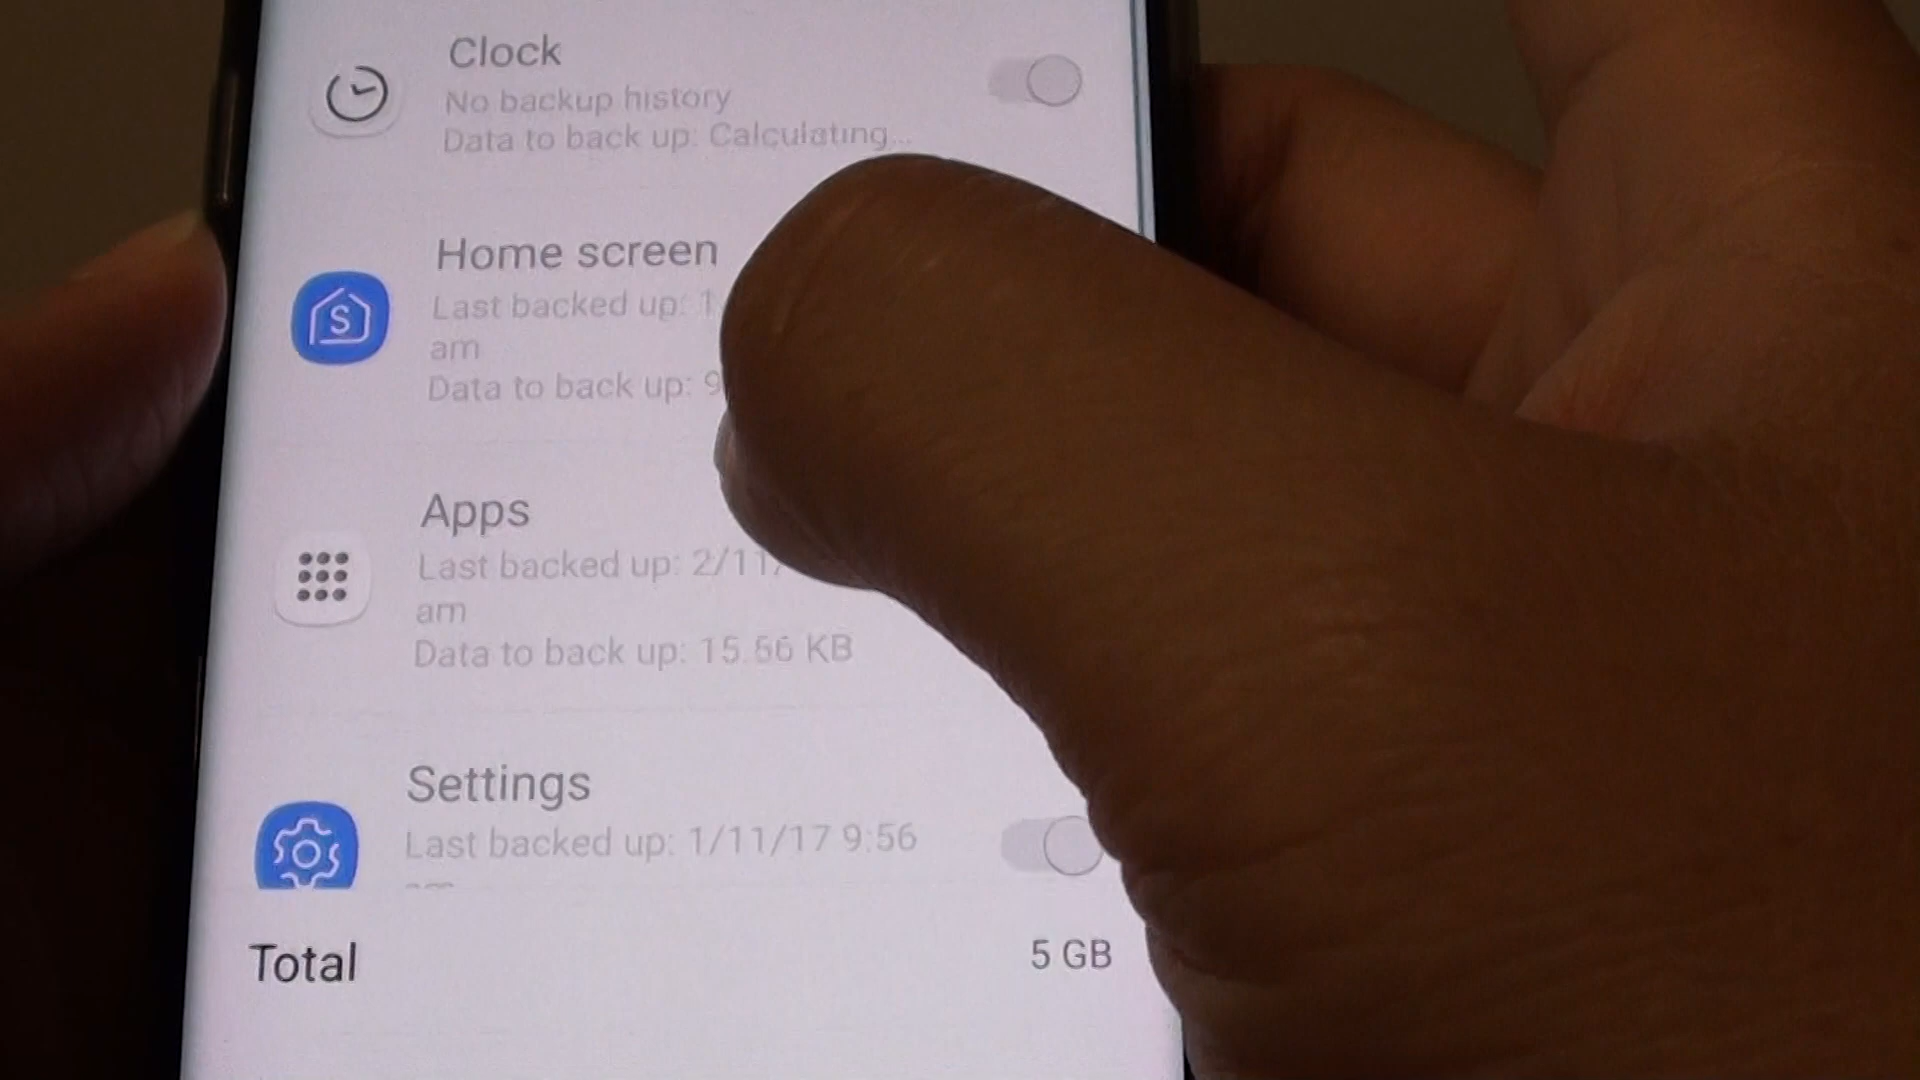 Clock
No backup history
Data to back up: Calculating...
Home screen
Last backed up: 1
am
Data to back up: 9
S
Apps
Last backed up: 2/11/
am
Data to back up: 15.56 KB
Settings
Last backed up: 1/11/17 9:56
Total
5 GB